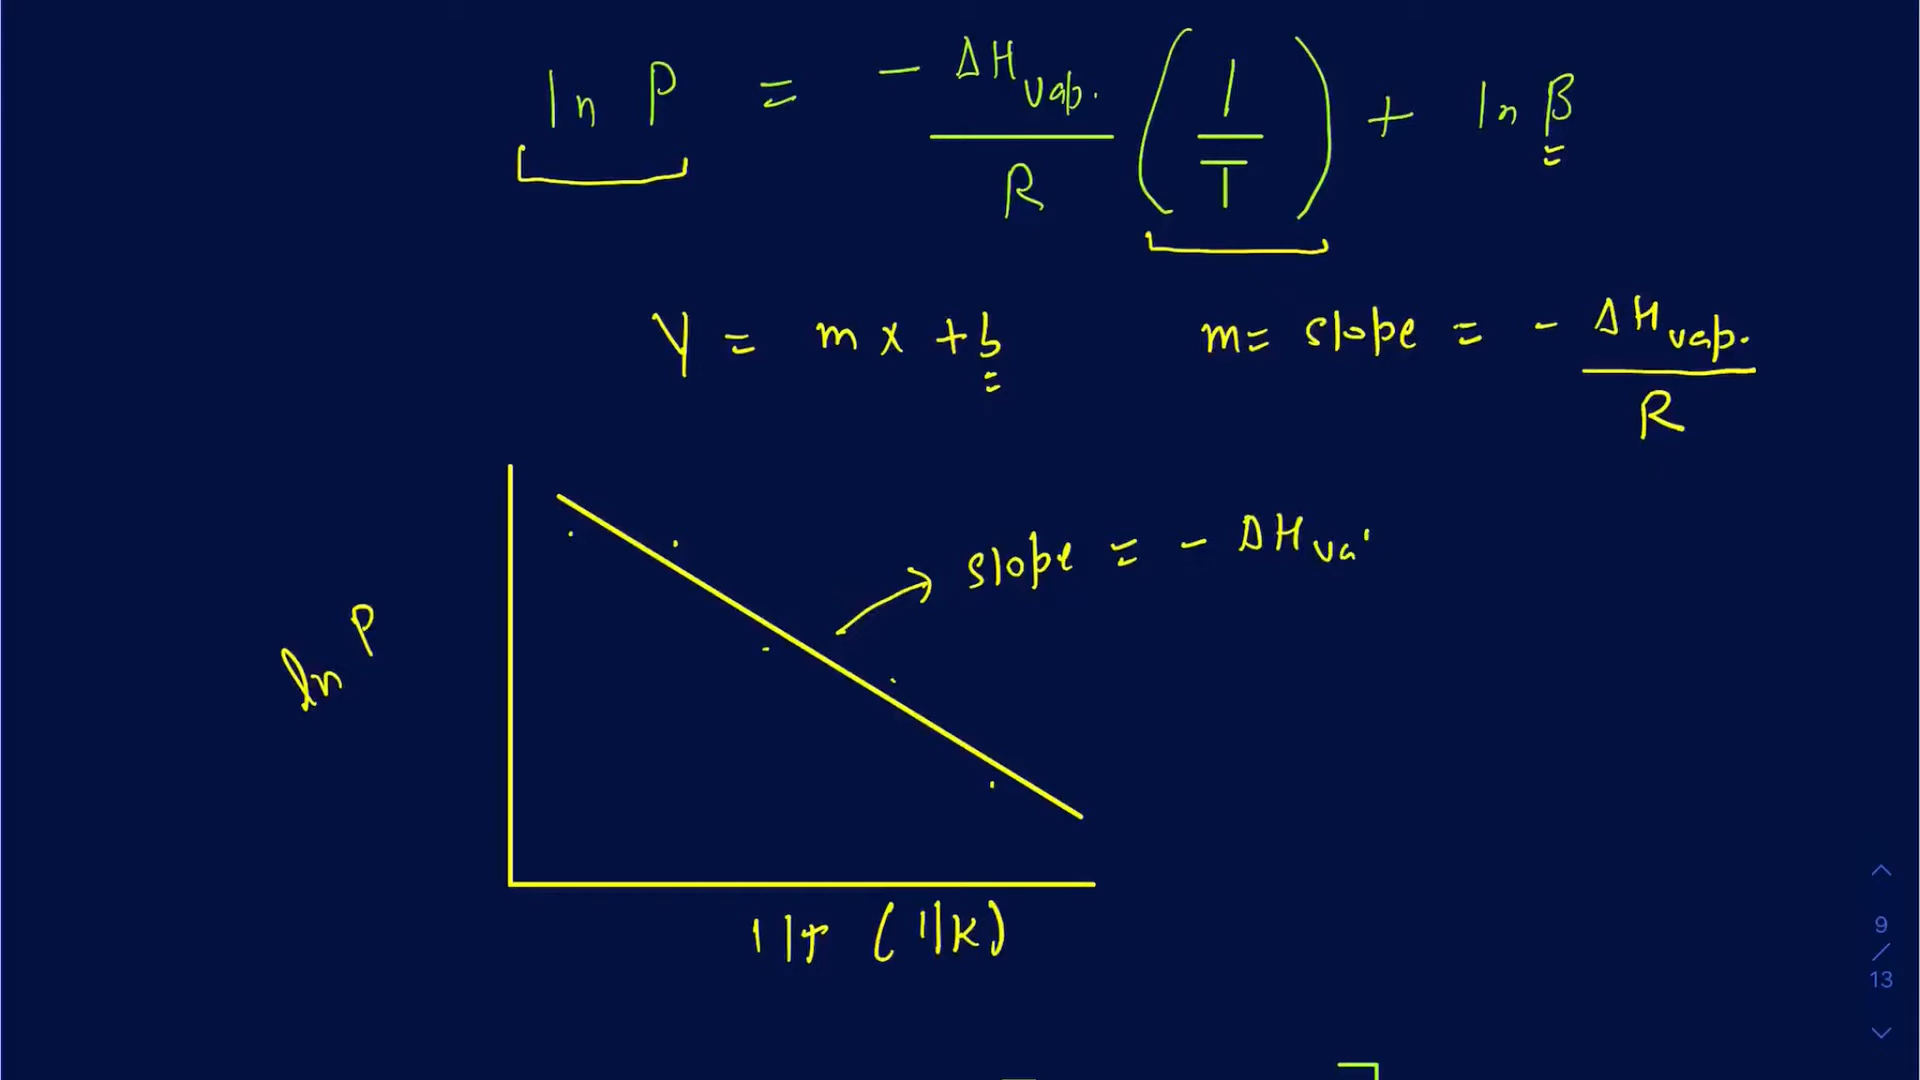 ln P = - ΔHvap. / R (1/T) + ln β
Y = mx + b m = slope = - ΔHvap. / R
slope = - ΔHva
ln P
1/T (1/K)
9
/
13